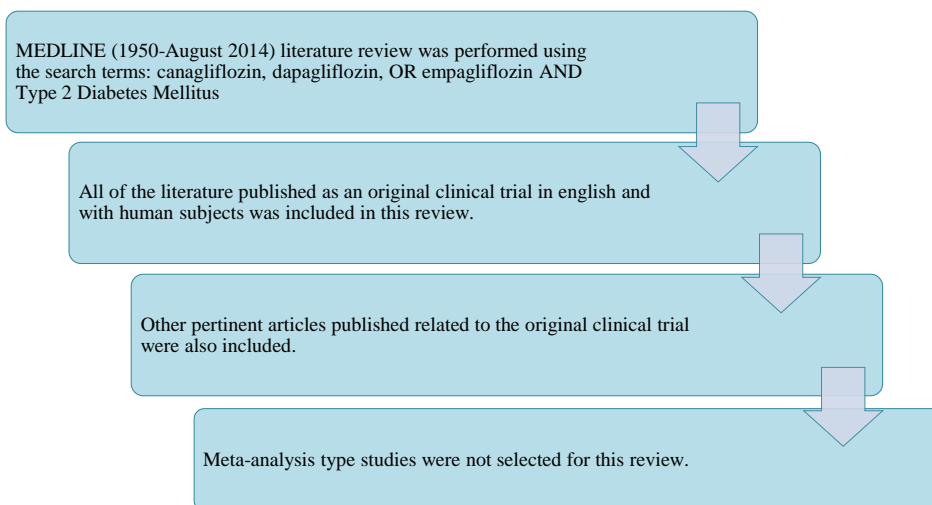 MEDLINE (1950-August 2014) literature review was performed using
the search terms: canagliflozin, dapagliflozin, OR empagliflozin AND
Type 2 Diabetes Mellitus
All of the literature published as an original clinical trial in english and
with human subjects was included in this review.
Other pertinent articles published related to the original clinical trial
were also included.
Meta-analysis type studies were not selected for this review.